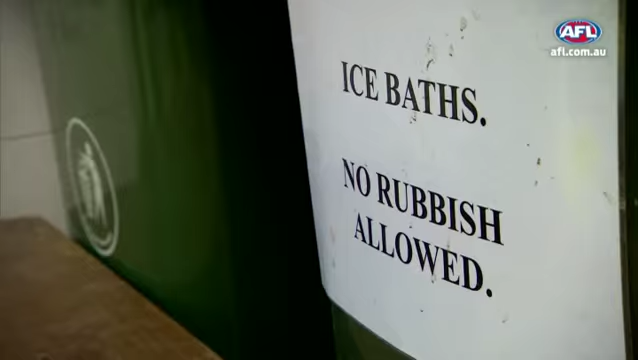 AFL
afl.com.au
ICE BATHS.
NO RUBBISH
ALLOWED.